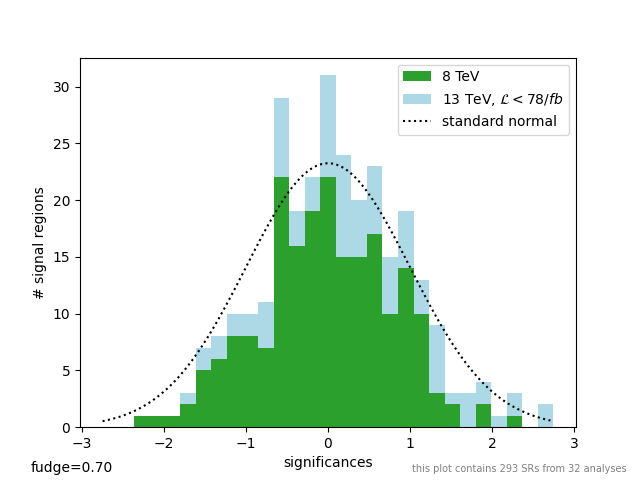 8 TeV
13 TeV, ℒ < 78/fb
standard normal
# signal regions
30
25
20
15
10
5
0
−3
−2
−1
0
1
2
3
significances
fudge=0.70
this plot contains 293 SRs from 32 analyses